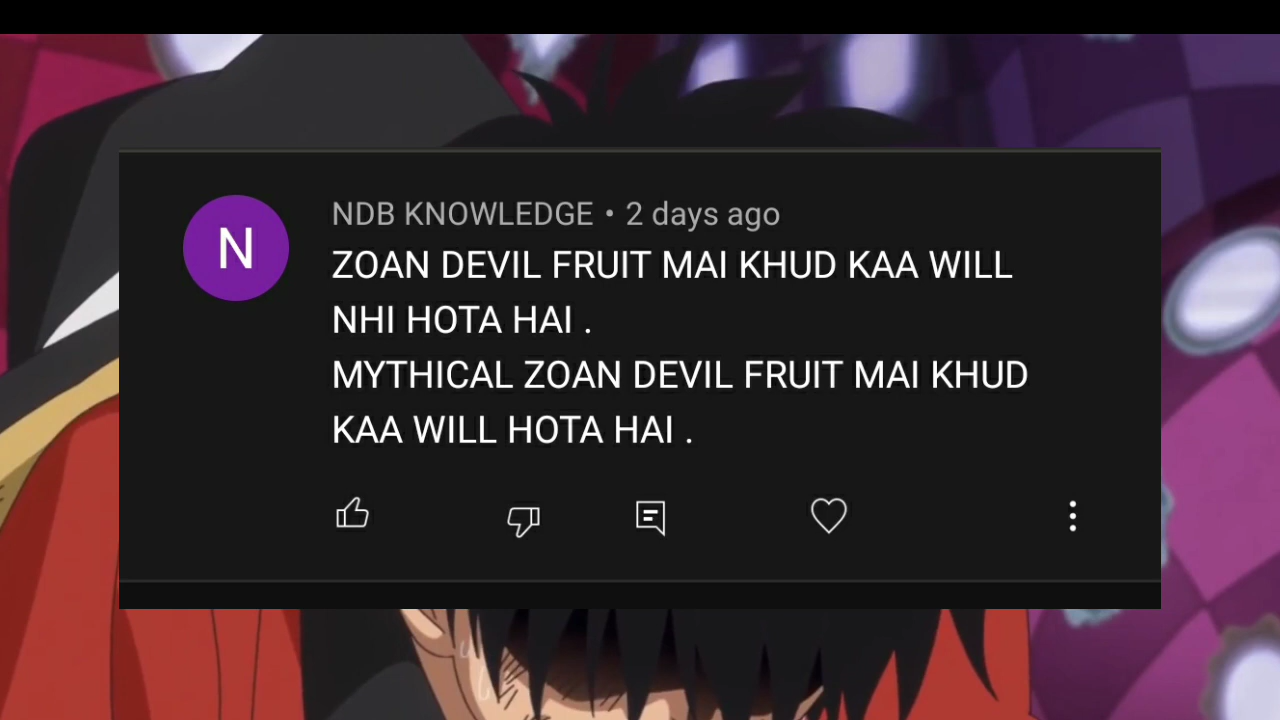 N
NDB KNOWLEDGE • 2 days ago
ZOAN DEVIL FRUIT MAI KHUD KAA WILL
NHI HOTA HAI .
MYTHICAL ZOAN DEVIL FRUIT MAI KHUD
KAA WILL HOTA HAI .